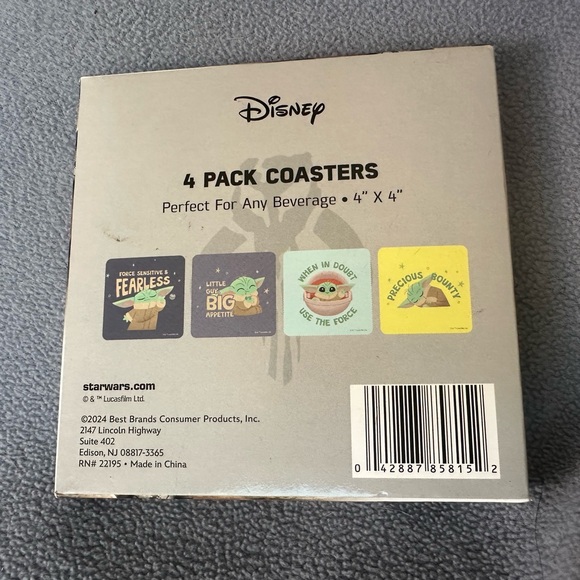 Disney
4 PACK COASTERS
Perfect For Any Beverage • 4" X 4"
FORCE SENSITIVE &
FEARLESS
LITTLE
GUY
BIG
APPETITE
WHEN IN DOUBT
USE THE FORCE
PRECIOUS BOUNTY
starwars.com
© & ™ Lucasfilm Ltd.
©2024 Best Brands Consumer Products, Inc.
2147 Lincoln Highway
Suite 402
Edison, NJ 08817-3365
RN# 22195 • Made in China
0 42887 85815 2